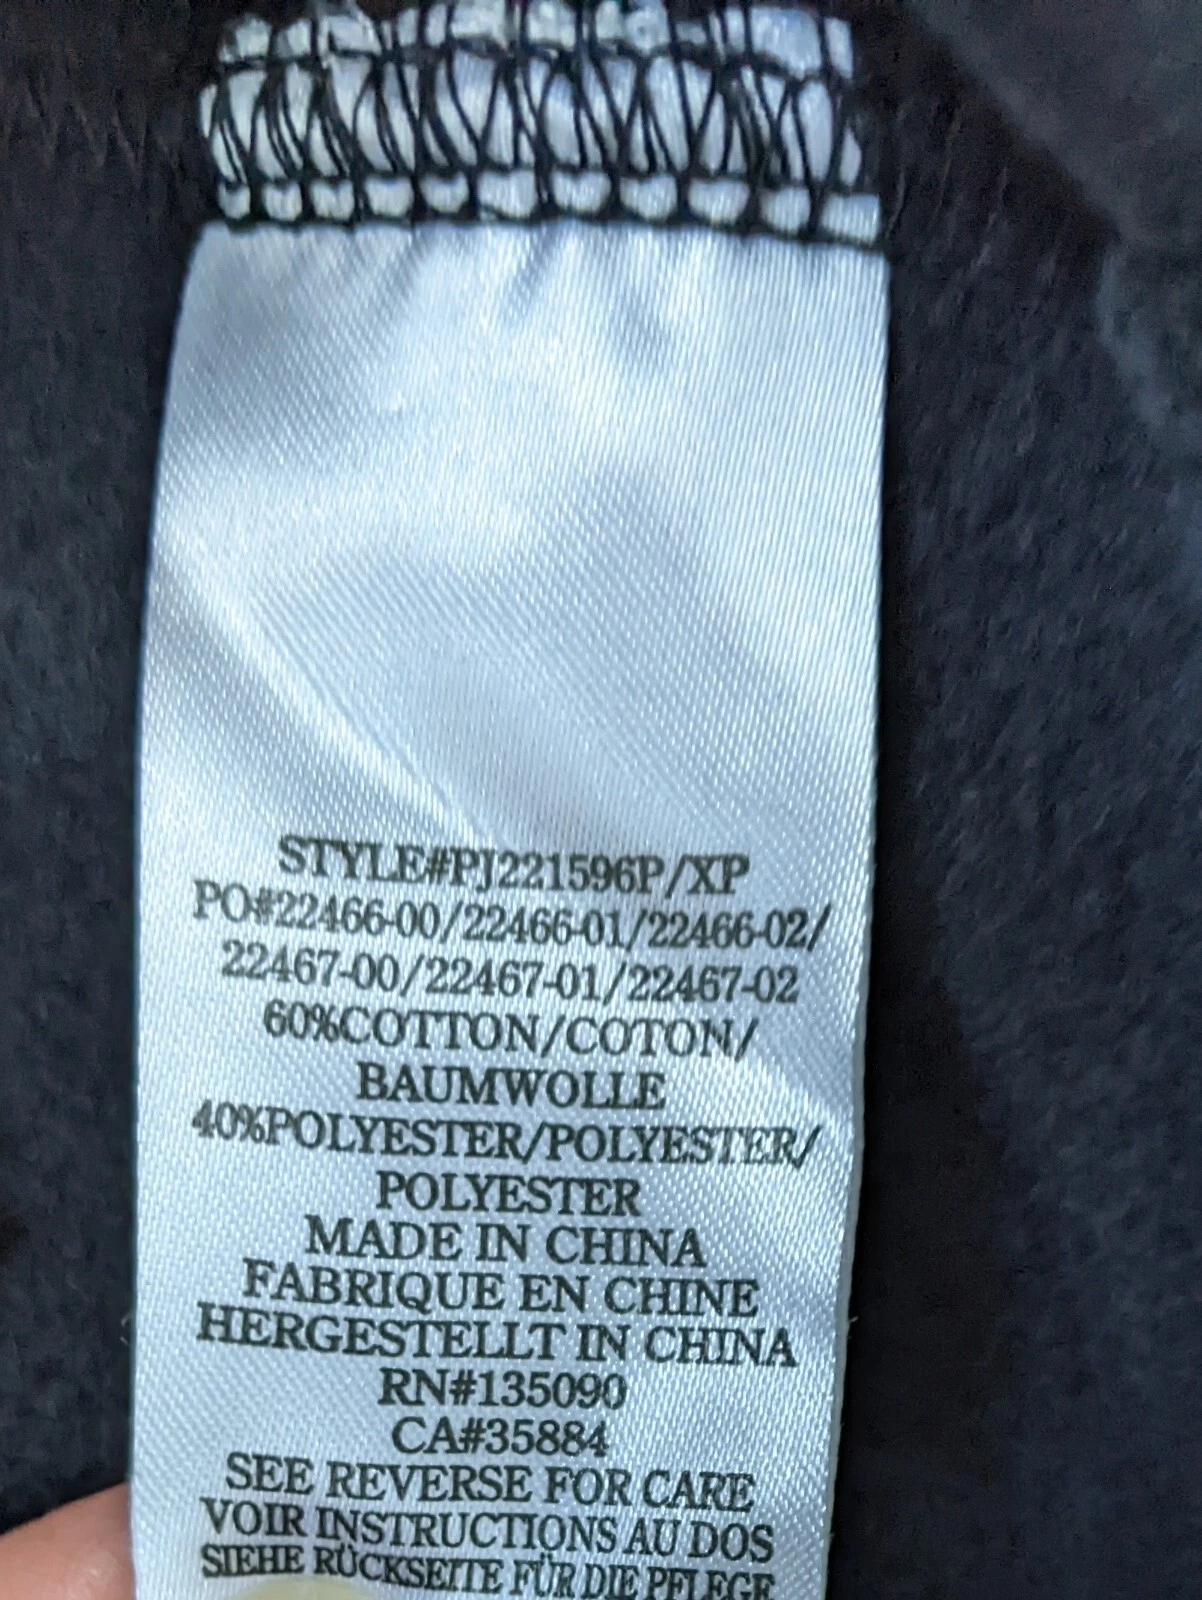 STYLE#PJ221596P/XP
PO#22466-00/22466-01/22466-02/
22467-00/22467-01/22467-02
60%COTTON/COTON/
BAUMWOLLE
40%POLYESTER/POLYESTER/
POLYESTER
MADE IN CHINA
FABRIQUE EN CHINE
HERGESTELLT IN CHINA
RN#135090
CA#35884
SEE REVERSE FOR CARE
VOIR INSTRUCTIONS AU DOS
SIEHE RÜCKSEITE FÜR DIE PFLEGE